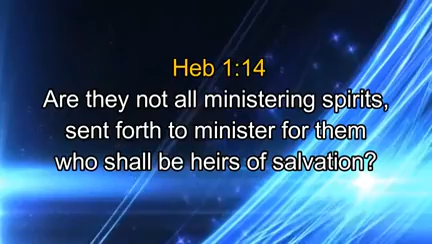 Heb 1:14
Are they not all ministering spirits,
sent forth to minister for them
who shall be heirs of salvation?